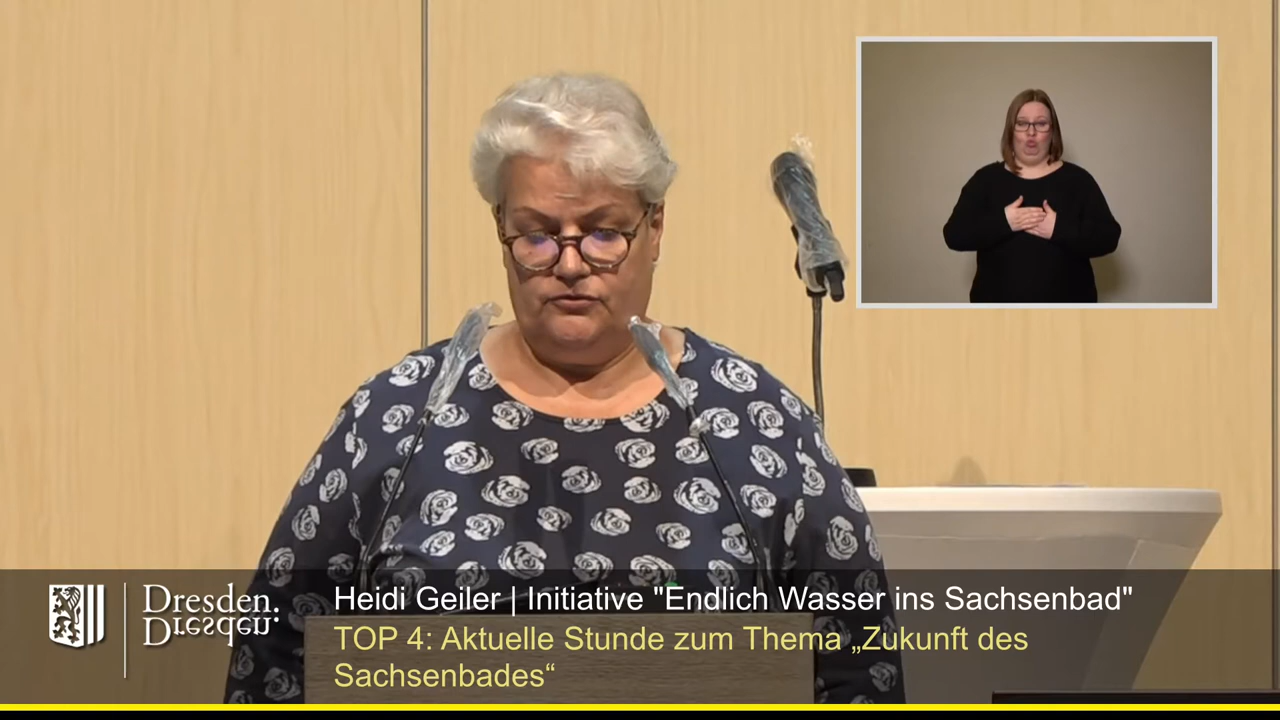 Dresden.
Dresden.
Heidi Geiler | Initiative "Endlich Wasser ins Sachsenbad"
TOP 4: Aktuelle Stunde zum Thema „Zukunft des
Sachsenbades“